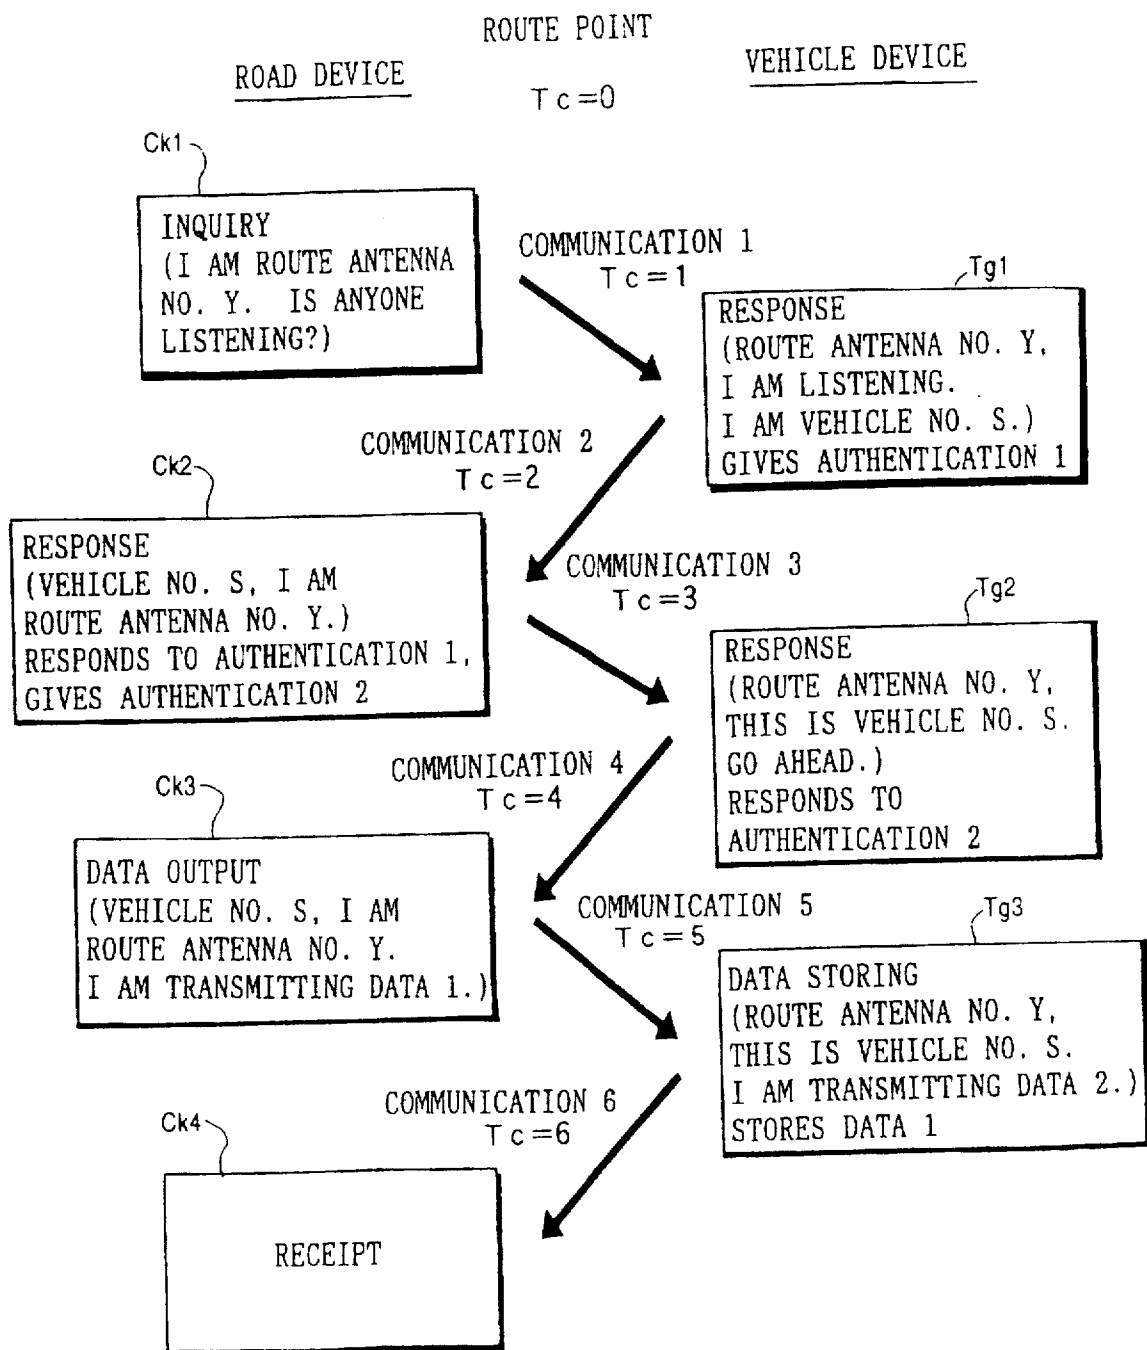 ROUTE POINT
ROAD DEVICE
VEHICLE DEVICE
Tc=0
Ck1
INQUIRY
(I AM ROUTE ANTENNA
NO. Y. IS ANYONE
LISTENING?)
COMMUNICATION 1
Tc=1
Tg1
RESPONSE
(ROUTE ANTENNA NO. Y,
I AM LISTENING.
I AM VEHICLE NO. S.)
GIVES AUTHENTICATION 1
COMMUNICATION 2
Tc=2
Ck2
RESPONSE
(VEHICLE NO. S, I AM
ROUTE ANTENNA NO. Y.)
RESPONDS TO AUTHENTICATION 1,
GIVES AUTHENTICATION 2
COMMUNICATION 3
Tc=3
Tg2
RESPONSE
(ROUTE ANTENNA NO. Y,
THIS IS VEHICLE NO. S.
GO AHEAD.)
RESPONDS TO
AUTHENTICATION 2
COMMUNICATION 4
Tc=4
Ck3
DATA OUTPUT
(VEHICLE NO. S, I AM
ROUTE ANTENNA NO. Y.
I AM TRANSMITTING DATA 1.)
COMMUNICATION 5
Tc=5
Tg3
DATA STORING
(ROUTE ANTENNA NO. Y,
THIS IS VEHICLE NO. S.
I AM TRANSMITTING DATA 2.)
STORES DATA 1
COMMUNICATION 6
Tc=6
Ck4
RECEIPT